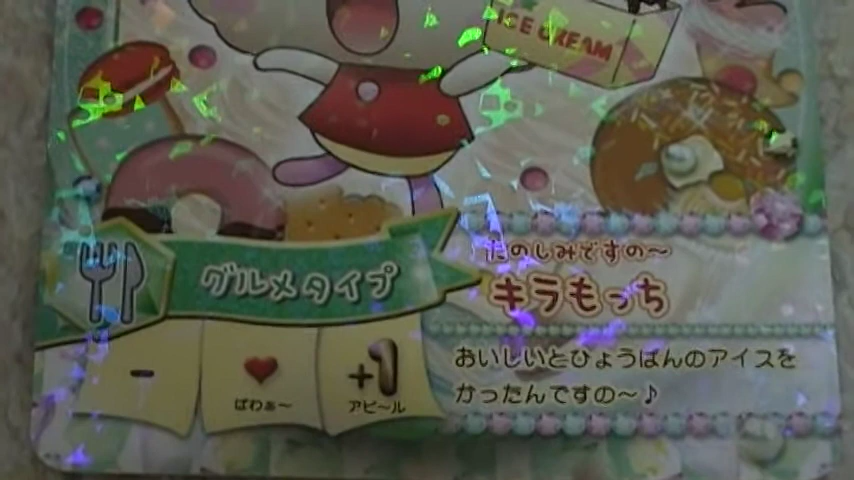 ICE CREAM
たのしみですの～
グルメタイプ
キラもっち
おいしいとひょうばんのアイスを
かったんですの～♪
-
ぱわぁ～
+1
アピール